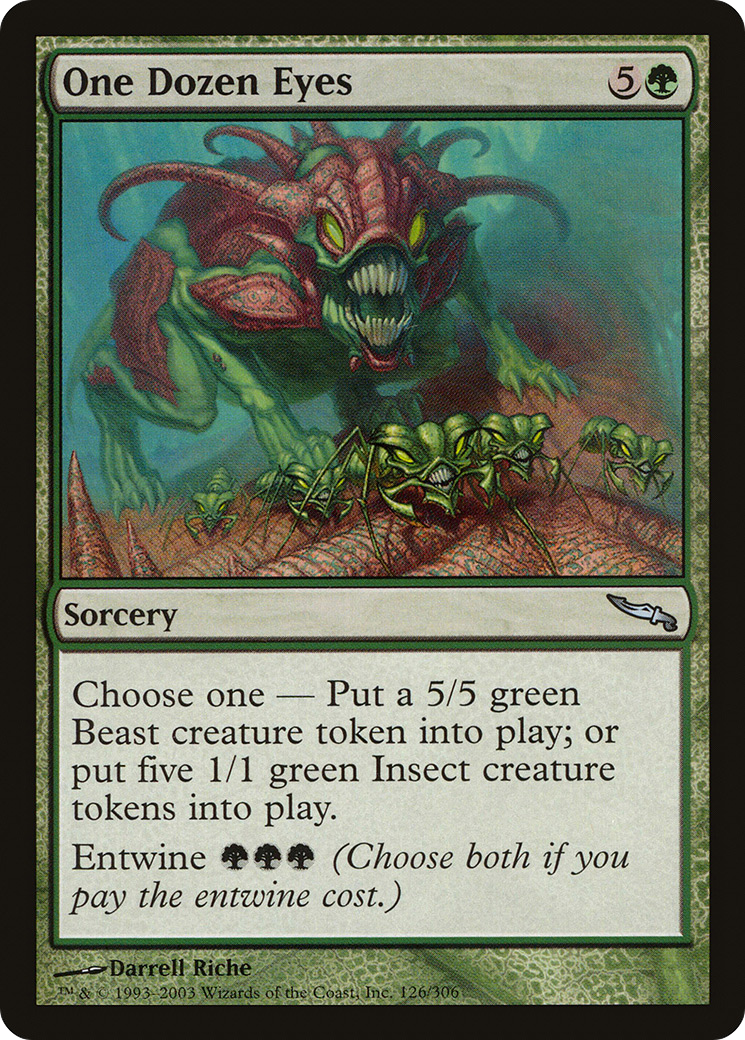 One Dozen Eyes 5
Sorcery
Choose one — Put a 5/5 green
Beast creature token into play; or
put five 1/1 green Insect creature
tokens into play.
Entwine (Choose both if you
pay the entwine cost.)
Darrell Riche
™ & © 1993–2003 Wizards of the Coast, Inc. 126/306